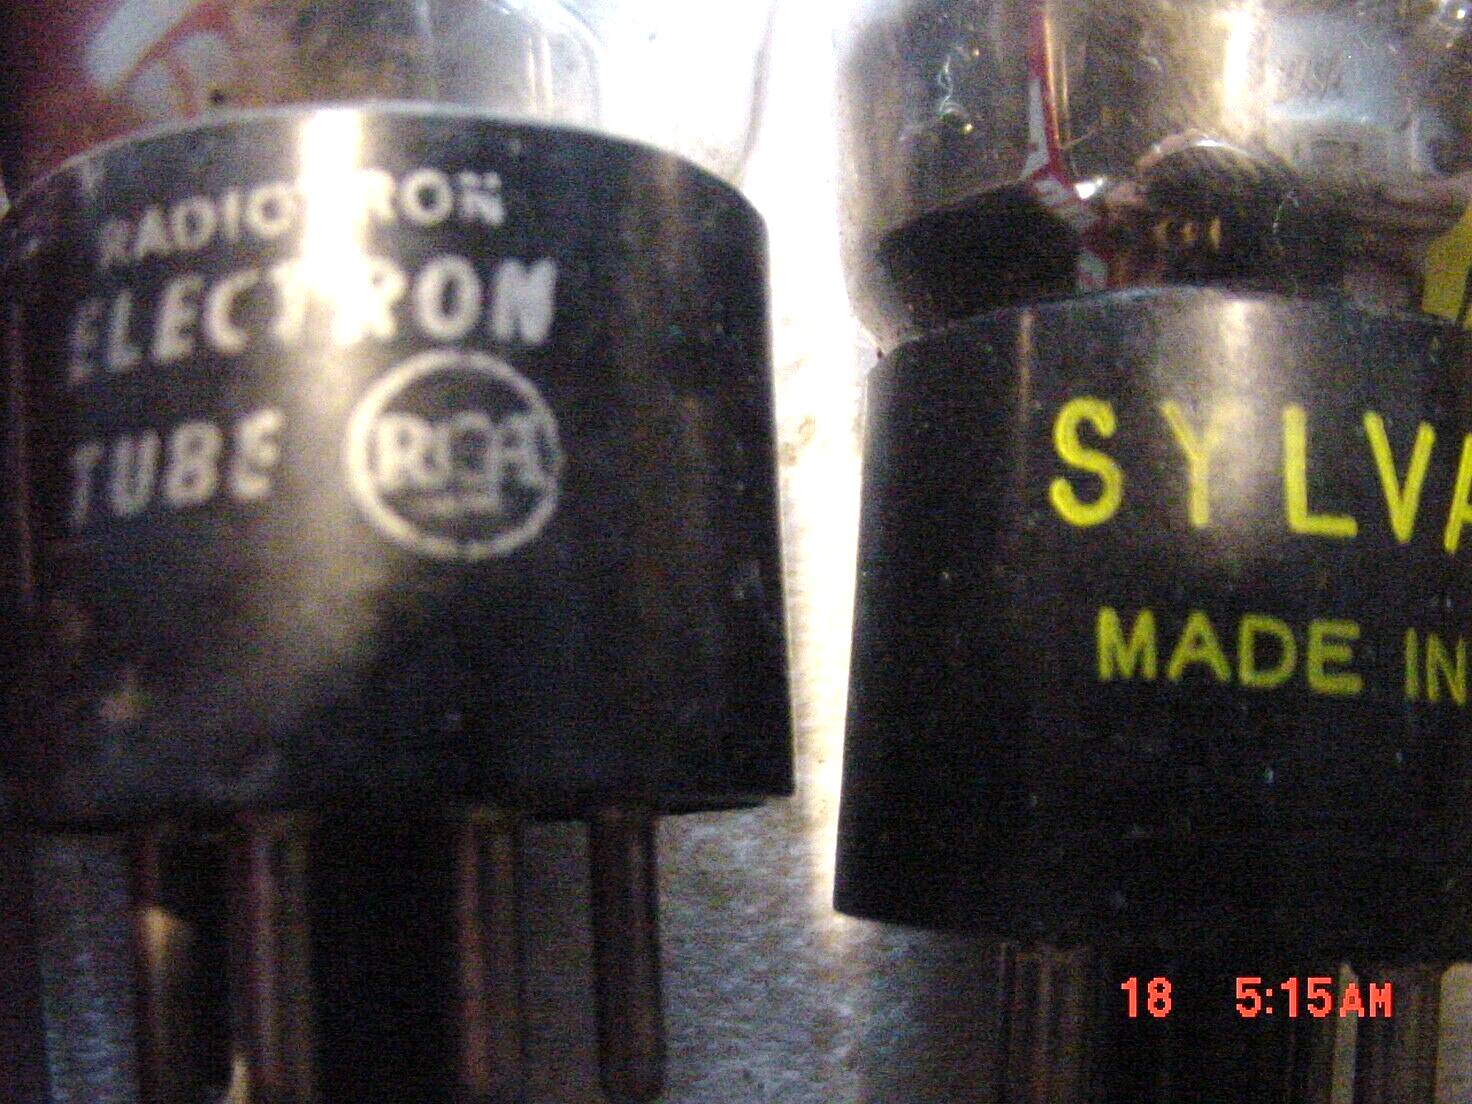 RADIOTRON
ELECTRON
TUBE
RCA
SYLVA
MADE IN
18 5:15AM